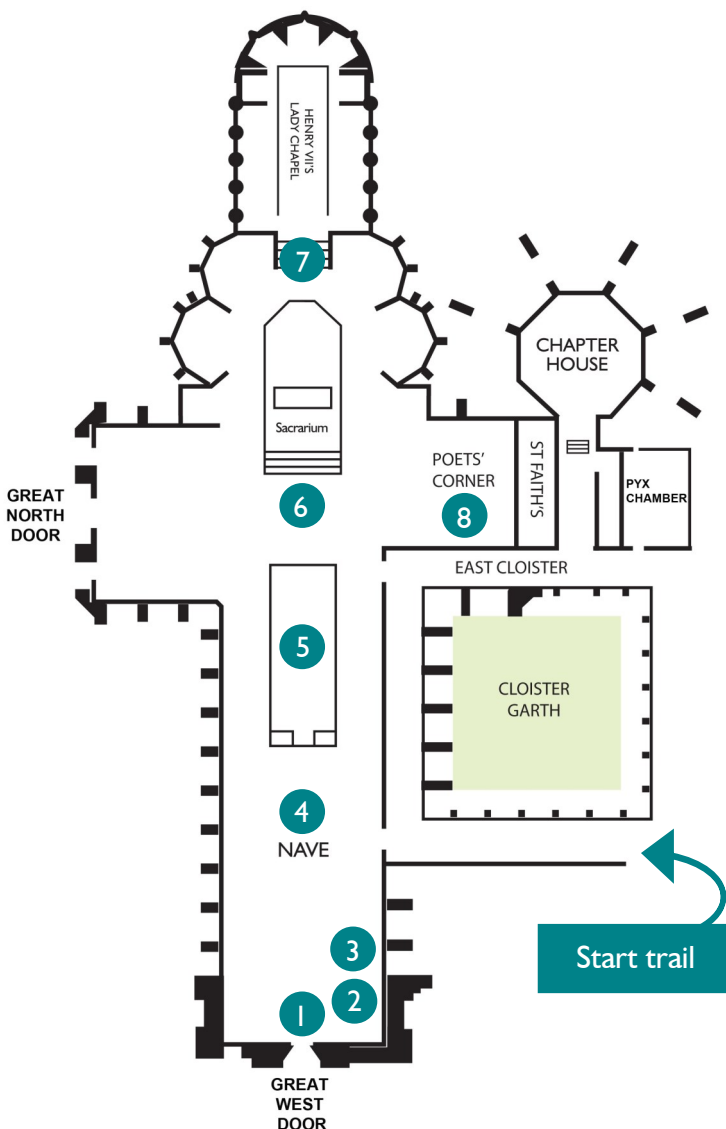 HENRY VII'S
LADY CHAPEL
7
CHAPTER
HOUSE
Sacrarium
POETS'
CORNER
ST FAITH'S
PYX
CHAMBER
GREAT
NORTH
DOOR
6
8
EAST CLOISTER
5
CLOISTER
GARTH
4
NAVE
3
Start trail
2
1
GREAT
WEST
DOOR